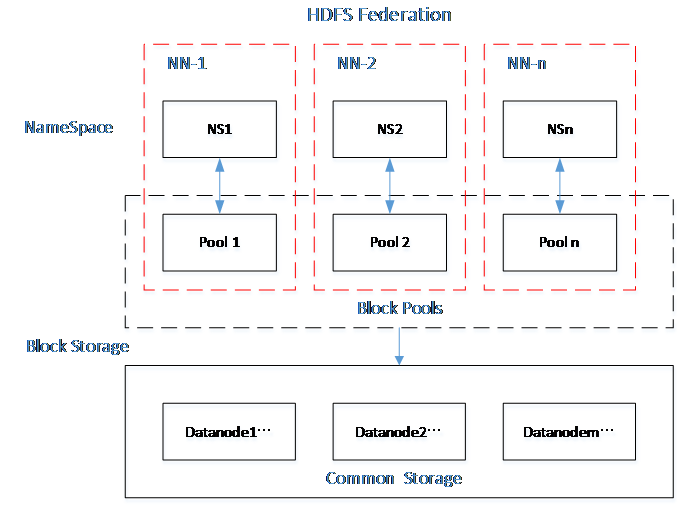 HDFS Federation
NN-1 NN-2 NN-n
NameSpace NS1 NS2 NSn
Pool 1 Pool 2 Pool n
Block Pools
Block Storage
Datanode1… Datanode2… Datanodem…
Common Storage